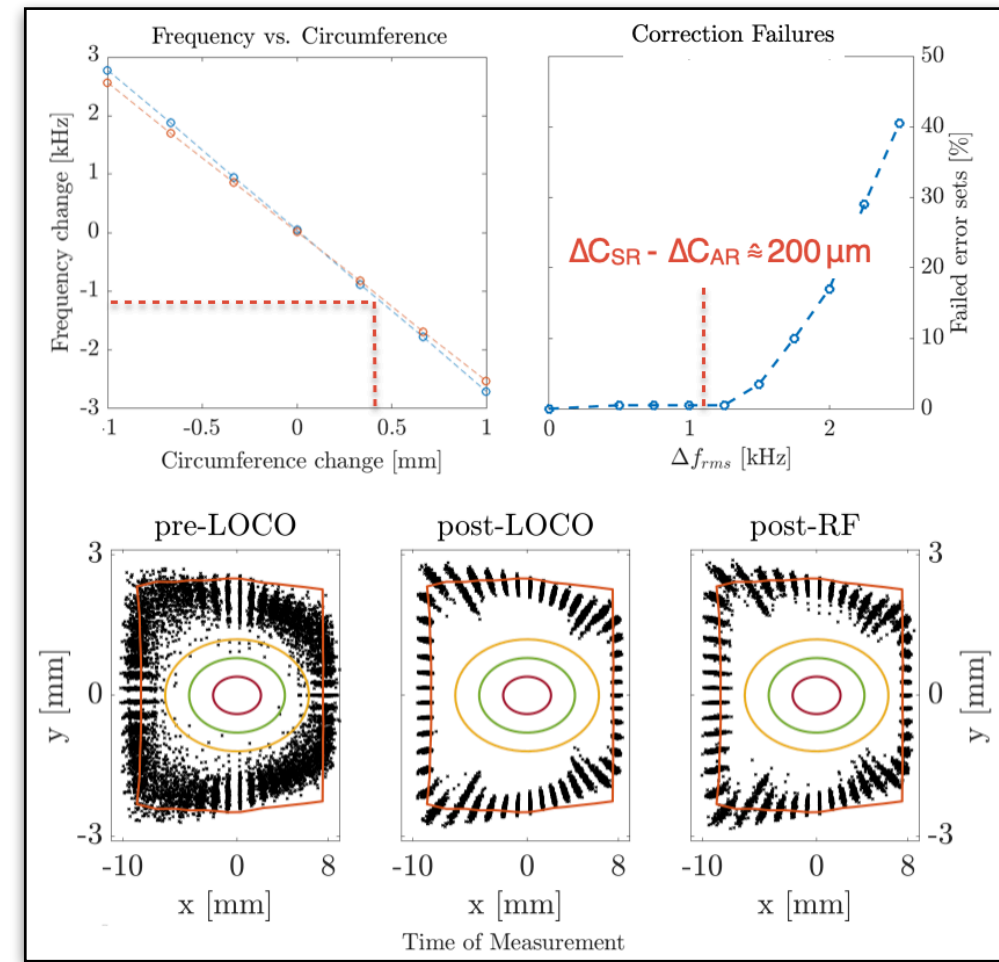 Frequency vs. Circumference
Frequency change [kHz]
3
2
1
0
-1
-2
-3
·1
-0.5
0
0.5
1
Circumference change [mm]
Correction Failures
ΔC_SR - ΔC_AR ≙ 200 μm
50
40
30
20
10
0
Failed error sets [%]
0
1
2
Δf_rms [kHz]
pre-LOCO
post-LOCO
post-RF
y [mm]
3
0
-3
-10 0 8
x [mm]
-10 0 8
x [mm]
-10 0 8
x [mm]
3
0
-3
y [mm]
Time of Measurement